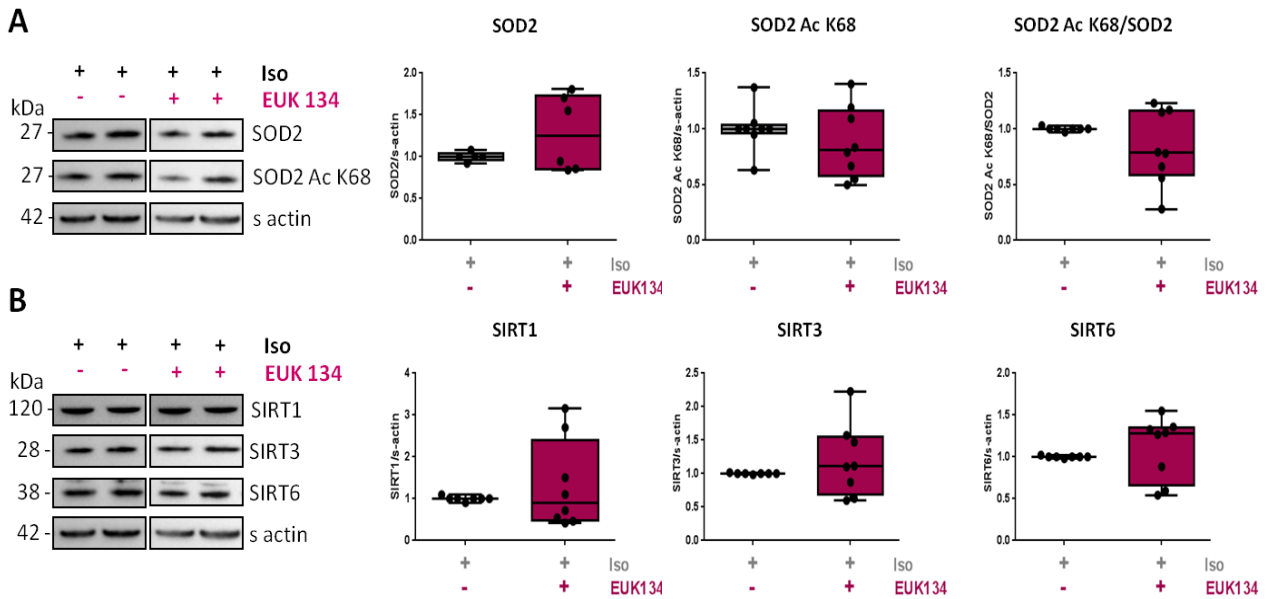 A
+ + + + Iso
- - + + EUK 134
kDa
27 - SOD2
27 - SOD2 Ac K68
42 - s actin
SOD2
SOD2/s-actin
2.0
1.5
1.0
0.5
0.0
+ + Iso
- + EUK134
SOD2 Ac K68
SOD2 Ac K68/s-actin
1.5
1.0
0.5
0.0
+ + Iso
- + EUK134
SOD2 Ac K68/SOD2
SOD2 Ac K68/SOD2
1.5
1.0
0.5
0.0
+ + Iso
- + EUK134
B
+ + + + Iso
- - + + EUK 134
kDa
120 - SIRT1
28 - SIRT3
38 - SIRT6
42 - s actin
SIRT1
SIRT1/s-actin
4
3
2
1
0
+ + Iso
- + EUK134
SIRT3
SIRT3/s-actin
2.5
2.0
1.5
1.0
0.5
0.0
+ + Iso
- + EUK134
SIRT6
SIRT6/s-actin
2.0
1.5
1.0
0.5
0.0
+ + Iso
- + EUK134